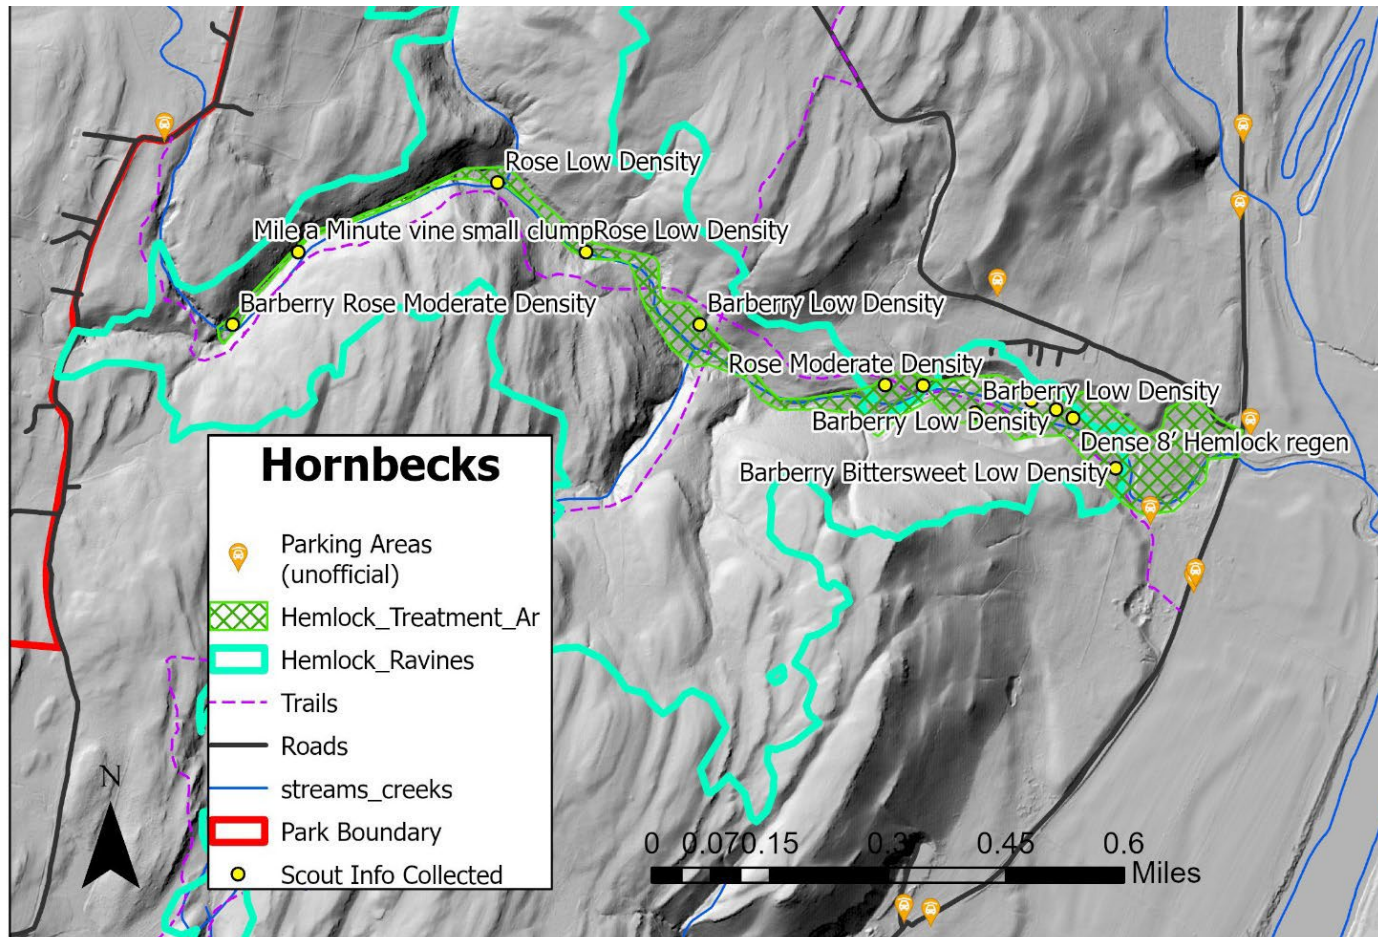 Rose Low Density
Mile a Minute vine small clump
Rose Low Density
Barberry Rose Moderate Density
Barberry Low Density
Rose Moderate Density
Barberry Low Density
Barberry Low Density
Dense 8' Hemlock regen
Barberry Bittersweet Low Density
Hornbecks
Parking Areas
(unofficial)
Hemlock_Treatment_Ar
Hemlock_Ravines
Trails
Roads
streams_creeks
Park Boundary
Scout Info Collected
N
0 0.07 0.15 0.3 0.45 0.6
Miles